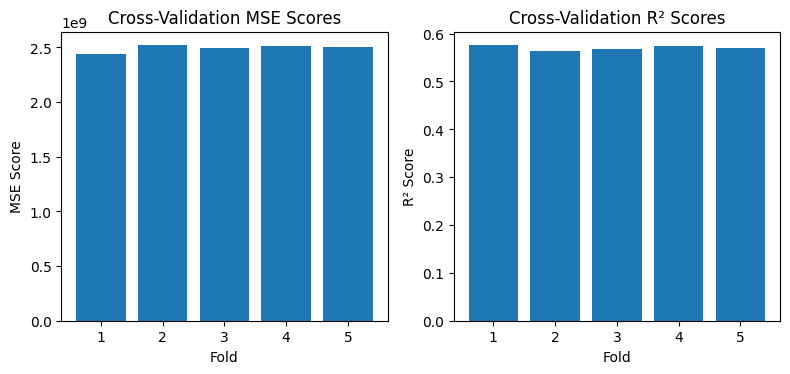 Cross-Validation MSE Scores
1e9
2.5
2.0
1.5
1.0
0.5
0.0
MSE Score
1 2 3 4 5
Fold
Cross-Validation R² Scores
0.6
0.5
0.4
0.3
0.2
0.1
0.0
R² Score
1 2 3 4 5
Fold